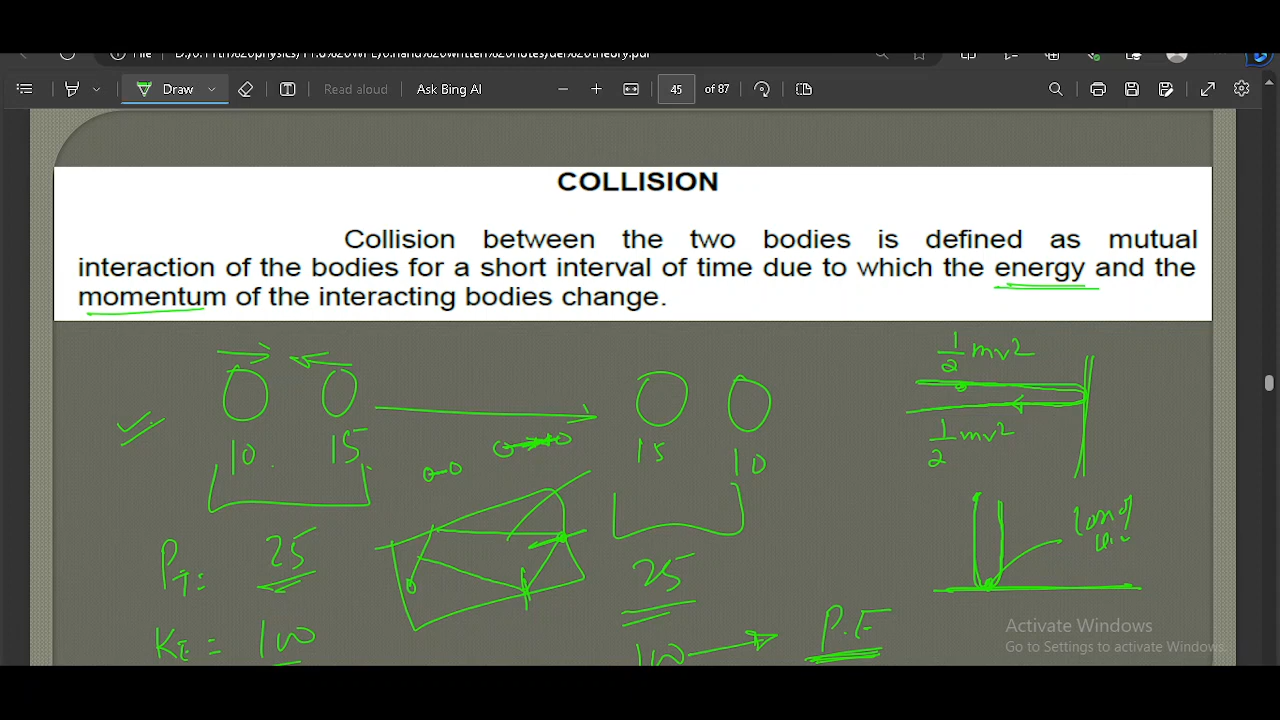 Draw
Read aloud
Ask Bing AI
45 of 87
COLLISION
Collision between the two bodies is defined as mutual
interaction of the bodies for a short interval of time due to which the energy and the
momentum of the interacting bodies change.
1/2 mv2
1/2 mv2
10 15
15 10
PT: 25
25
KE = 100
100
P.E
Activate Windows
Go to Settings to activate Windows.